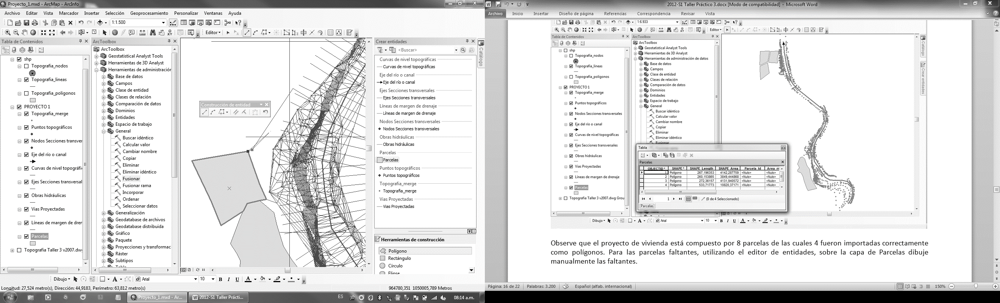 Proyecto_1.mxd - ArcMap - ArcInfo
Archivo Editar Vista Marcador Insertar Selección Geoprocesamiento Personalizar Ventanas Ayuda
1:1.500
Editor
Tabla de Contenidos
shp
Topografia_nodos
Topografia_lineas
Topografia_poligonos
PROYECTO1
Topografia_merge
Puntos topográficos
Nodos Secciones transver
Eje del río o canal
Curvas de nivel topográfi
Ejes Secciones transversal
Obras hidráulicas
Vias Proyectadas
Líneas de margen de drer
Parcelas
Topografia Taller 3 v2007.dw
ArcToolbox
ArcToolbox
Geostatistical Analyst Tools
Herramientas de 3D Analyst
Herramientas de administración
Base de datos
Campos
Clase de entidad
Clases de relación
Comparación de datos
Dominios
Entidades
Espacio de trabajo
General
Buscar idéntico
Calcular valor
Cambiar nombre
Copiar
Eliminar
Eliminar idéntico
Fusionar
Fusionar rama
Incorporar
Ordenar
Seleccionar datos
Generalización
Geodatabase de archivos
Geodatabase distribuida
Gráfico
Paquete
Proyecciones y transformac
Ráster
Subtipos
Construcción de entidad
Crear entidades
<Buscar>
Curvas de nivel topográficas
Curvas de nivel topográficas
Eje del río o canal
Eje del río o canal
Ejes Secciones transversales
Ejes Secciones transversales
Líneas de margen de drenaje
Líneas de margen de drenaje
Nodos Secciones transversales
Nodos Secciones transversales
Obras hidráulicas
Obras hidráulicas
Parcelas
Parcelas
Puntos topográficos
Puntos topográficos
Topografia_merge
Topografia_merge
Vias Proyectadas
Vias Proyectadas
Herramientas de construcción
Polígono
Rectángulo
Círculo
Elipse
Catálogo
Dibujo Arial 10 B I U A
Longitud: 27,524 metro(s), Dirección: 44,9183, Perímetro: 63,812 metro(s)
964780,351 1050005,789 Metros
Proyecto_1.mxd - Ar...
2012-S1 Taller Prácti...
ES
08:14 a.m.
2012-S1 Taller Práctico 3.docx [Modo de compatibilidad] - Microsoft Word
Archivo Inicio Insertar Diseño de página Referencias Correspondencia Revisar Vista
1:6.933
Editor
Tabla de Contenidos
shp
Topografia_nodos
Topografia_lineas
Topografia_poligonos
PROYECTO1
Topografia_merge
Puntos topográficos
Nodos Secciones transversales
Eje del río o canal
Curvas de nivel topográficas
Ejes Secciones transversales
Obras hidráulicas
Vias Proyectadas
Líneas de margen de drenaje
Parcelas
Topografia Taller 3 v2007.dwg Grou
ArcToolbox
ArcToolbox
Geostatistical Analyst Tools
Herramientas de 3D Analyst
Herramientas de administración de datos
Base de datos
Campos
Clase de entidad
Clases de relación
Comparación de datos
Dominios
Entidades
Espacio de trabajo
General
Buscar idéntico
Calcular valor
Cambiar nombre
Copiar
Eliminar
Eliminar idéntico
Fusionar
Catálogo
Crear entidades
Tabla
Parcelas
OBJECTID * SHAPE * SHAPE_Length SHAPE_Area Parcela_Id Area_m
1 Polígono 267,196353 4142,287759 <Nulo> <Nulo>
2 Polígono 260,153865 3849,444868 <Nulo> <Nulo>
3 Polígono 272,36157 4131,940572 <Nulo> <Nulo>
4 Polígono 533,71773 10820,37171 <Nulo> <Nulo>
1 (0 de 4 Seleccionado)
Parcelas
Dibujo Arial 10 B I U A
Observe que el proyecto de vivienda está compuesto por 8 parcelas de las cuales 4 fueron importadas correctamente
como polígonos. Para las parcelas faltantes, utilizando el editor de entidades, sobre la capa de Parcelas dibuje
manualmente las faltantes.
Página: 16 de 22 Palabras: 3.200 Español (alfab. internacional) 150%